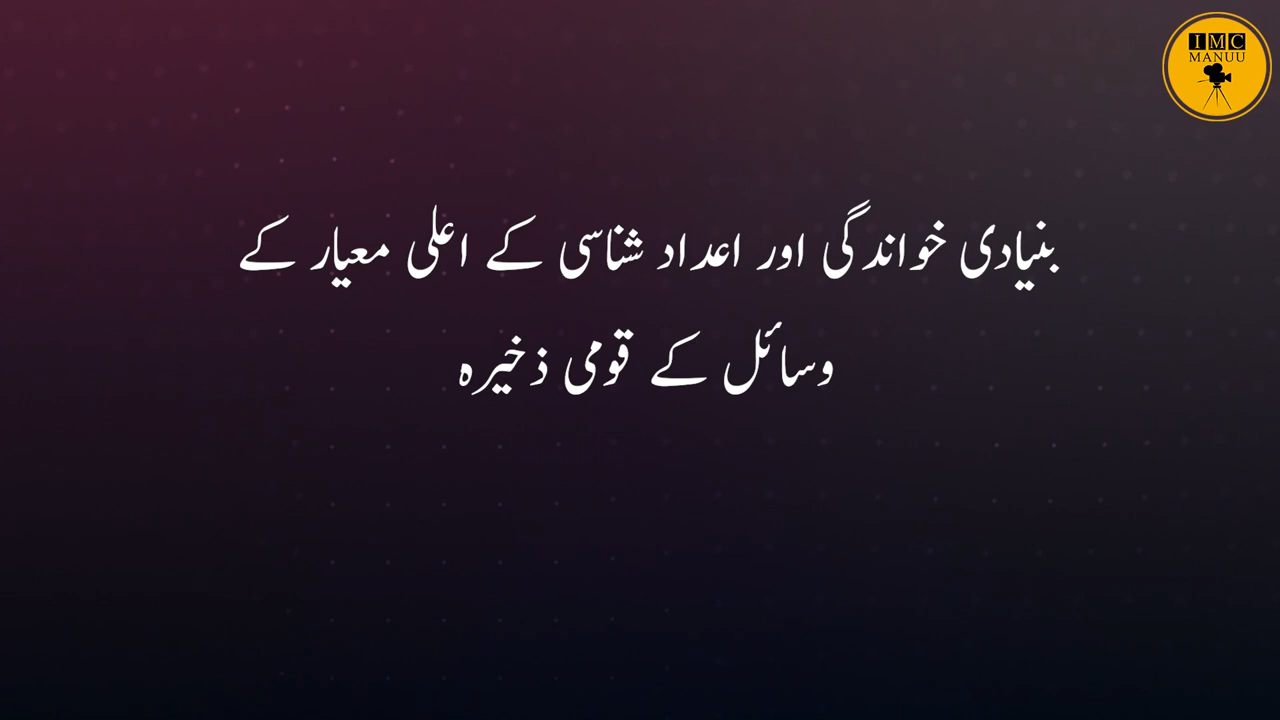 IMC
MANUU
بنیادی خواندگی اور اعداد شناسی کے اعلی معیار کے
وسائل کے قومی ذخیرہ